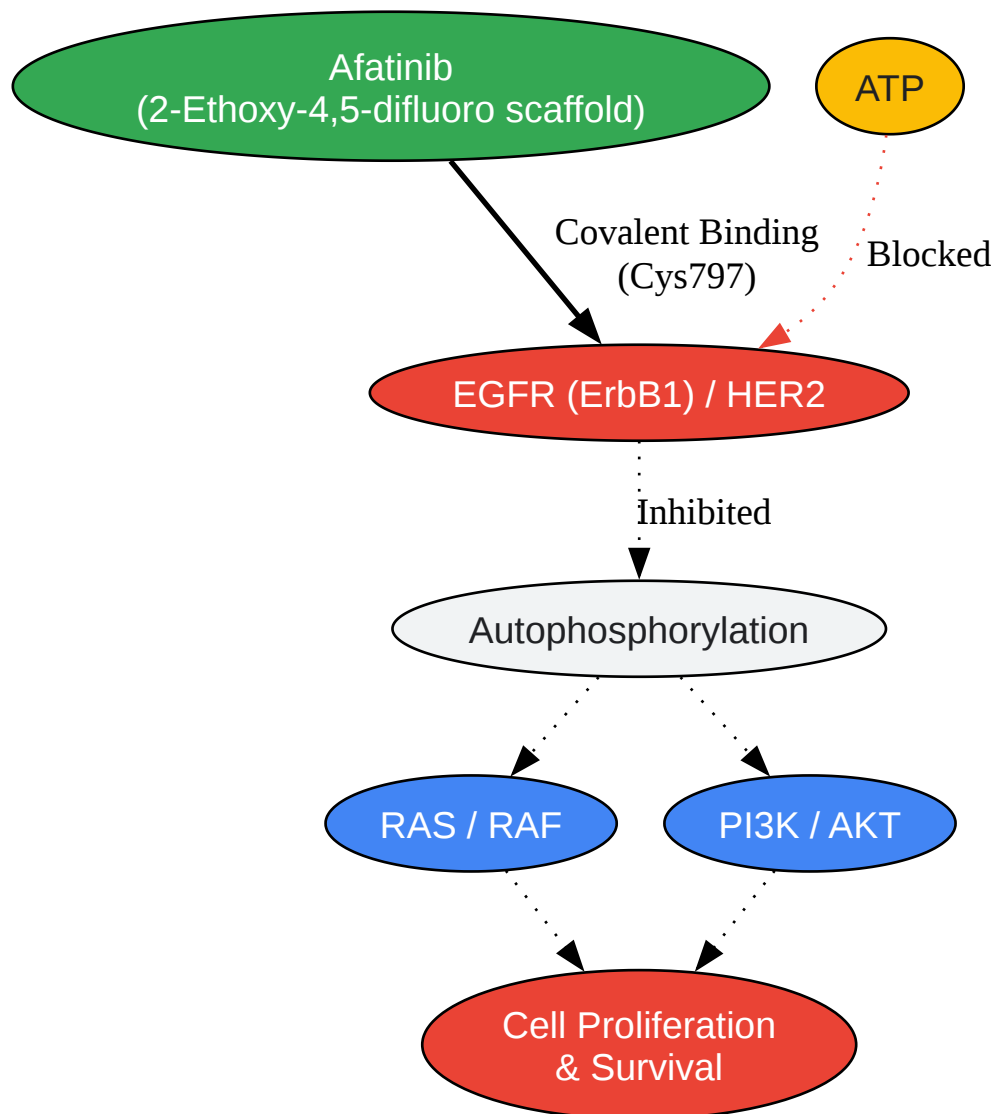 Afatinib
(2-Ethoxy-4,5-difluoro scaffold)
ATP
Covalent Binding
(Cys797)
Blocked
EGFR (ErbB1) / HER2
Inhibited
Autophosphorylation
RAS / RAF
PI3K / AKT
Cell Proliferation
& Survival